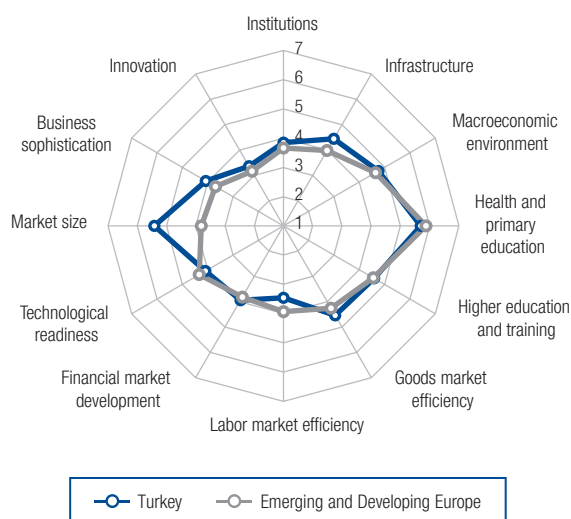 Institutions
7
6
5
4
3
2
1
Infrastructure
Macroeconomic
environment
Health and
primary
education
Higher education
and training
Goods market
efficiency
Labor market efficiency
Financial market
development
Technological
readiness
Market size
Business
sophistication
Innovation
Turkey
Emerging and Developing Europe